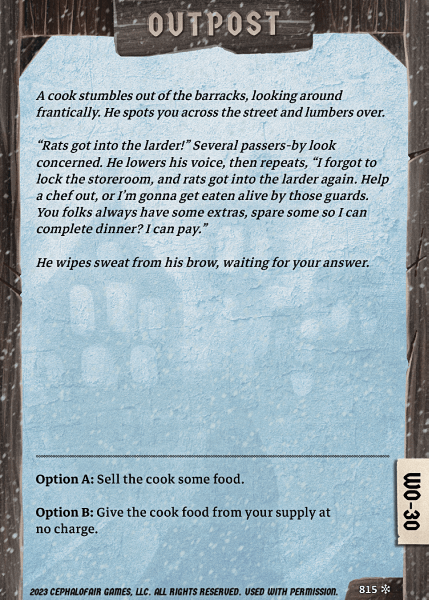 OUTPOST
A cook stumbles out of the barracks, looking around
frantically. He spots you across the street and lumbers over.
“Rats got into the larder!” Several passers-by look
concerned. He lowers his voice, then repeats, “I forgot to
lock the storeroom, and rats got into the larder again. Help
a chef out, or I’m gonna get eaten alive by those guards.
You folks always have some extras, spare some so I can
complete dinner? I can pay.”
He wipes sweat from his brow, waiting for your answer.
Option A: Sell the cook some food.
Option B: Give the cook food from your supply at
no charge.
WO-30
2023 CEPHALOFAIR GAMES, LLC. ALL RIGHTS RESERVED. USED WITH PERMISSION.
815